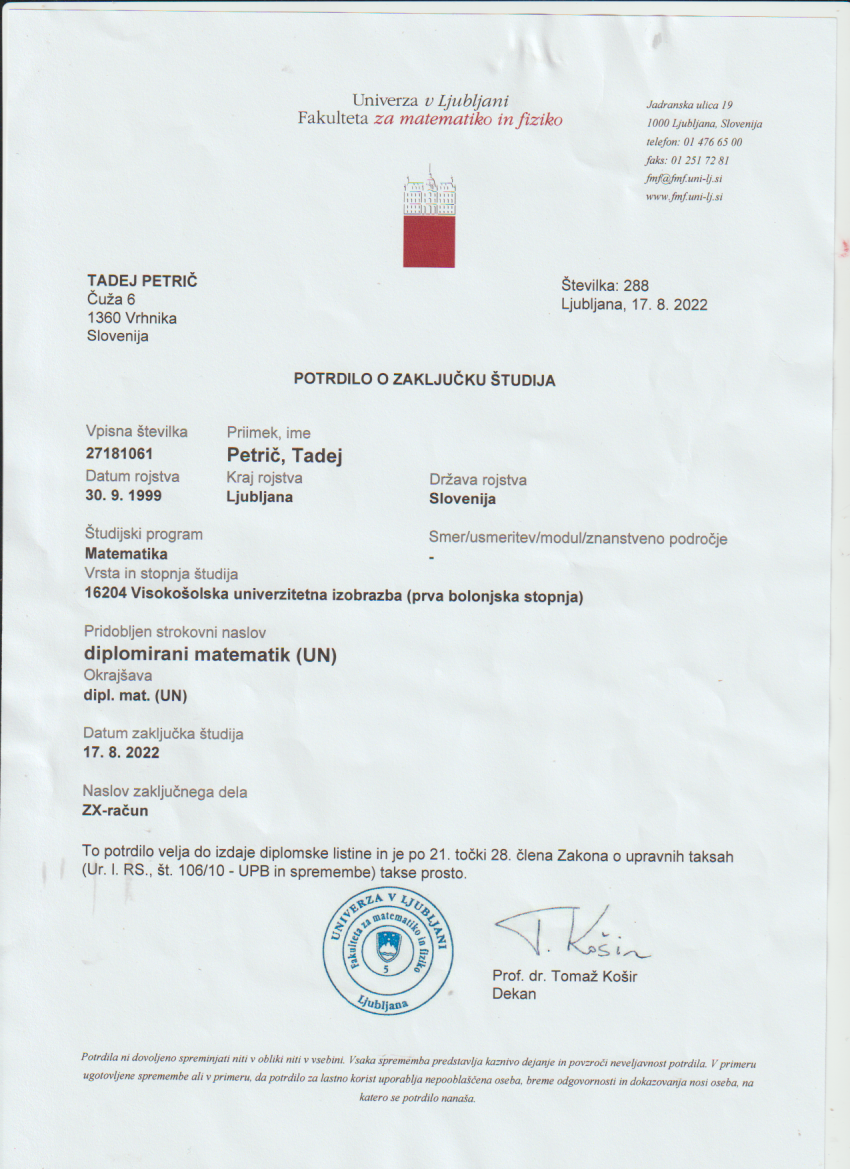 Univerza v Ljubljani
Fakulteta za matematiko in fiziko
Jadranska ulica 19
1000 Ljubljana, Slovenija
telefon: 01 476 65 00
faks: 01 251 72 81
fmf@fmf.uni-lj.si
www.fmf.uni-lj.si
TADEJ PETRIČ
Čuža 6
1360 Vrhnika
Slovenija
Številka: 288
Ljubljana, 17. 8. 2022
POTRDILO O ZAKLJUČKU ŠTUDIJA
Vpisna številka Priimek, ime
27181061 Petrič, Tadej
Datum rojstva Kraj rojstva Država rojstva
30. 9. 1999 Ljubljana Slovenija
Študijski program Smer/usmeritev/modul/znanstveno področje
Matematika -
Vrsta in stopnja študija
16204 Visokošolska univerzitetna izobrazba (prva bolonjska stopnja)
Pridobljen strokovni naslov
diplomirani matematik (UN)
Okrajšava
dipl. mat. (UN)
Datum zaključka študija
17. 8. 2022
Naslov zaključnega dela
ZX-račun
To potrdilo velja do izdaje diplomske listine in je po 21. točki 28. člena Zakona o upravnih taksah
(Ur. l. RS., št. 106/10 - UPB in spremembe) takse prosto.
UNIVERZA V LJUBLJANI
Fakulteta za matematiko in fiziko
5
Ljubljana
T. Košir
Prof. dr. Tomaž Košir
Dekan
Potrdila ni dovoljeno spreminjati niti v obliki niti v vsebini. Vsaka sprememba predstavlja kaznivo dejanje in povzroči neveljavnost potrdila. V primeru
ugotovljene spremembe ali v primeru, da potrdilo za lastno korist uporablja nepooblaščena oseba, breme odgovornosti in dokazovanja nosi oseba, na
katero se potrdilo nanaša.